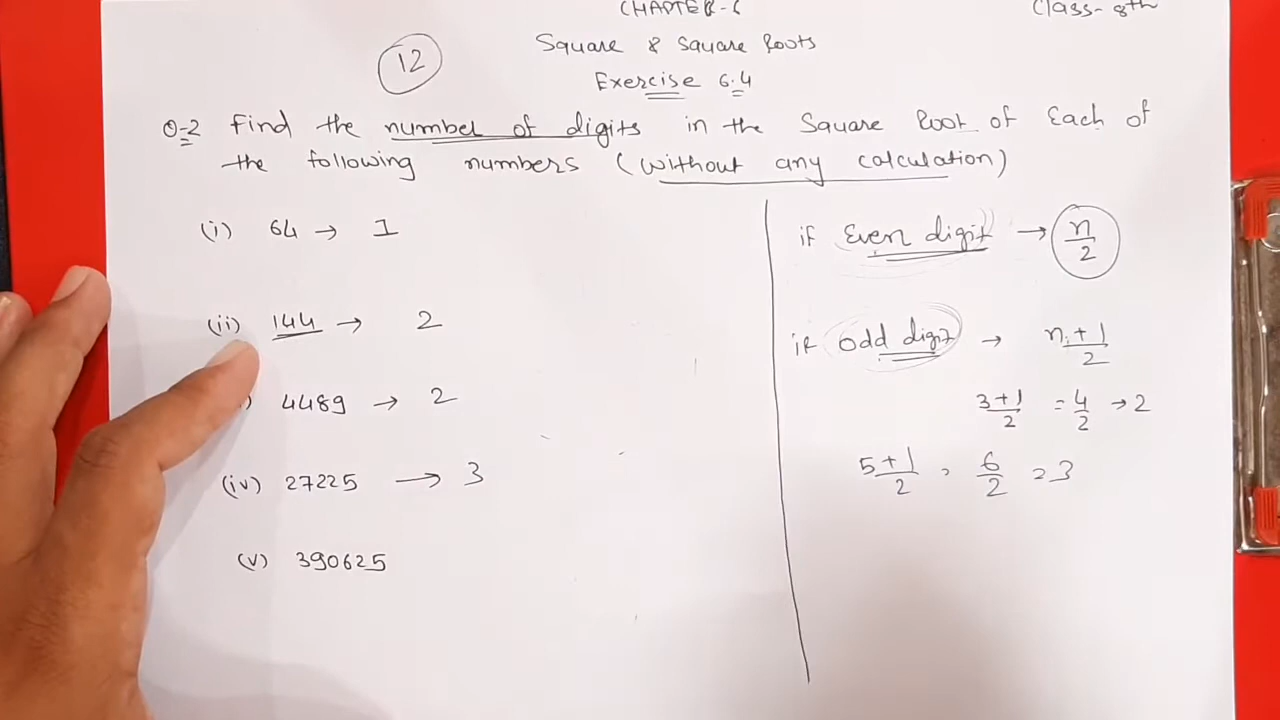 CHAPTER-6
Class-8th
12
Square & Square Roots
Exercise 6.4
Q-2 Find the number of digits in the Square Root of Each of
the following numbers (without any calculation)
(i) 64 → 1
(ii) 144 → 2
) 4489 → 2
(iv) 27225 → 3
(v) 390625
if Even digit → n/2
if odd digit → n+1/2
3+1/2 = 4/2 → 2
5+1/2 = 6/2 = 3